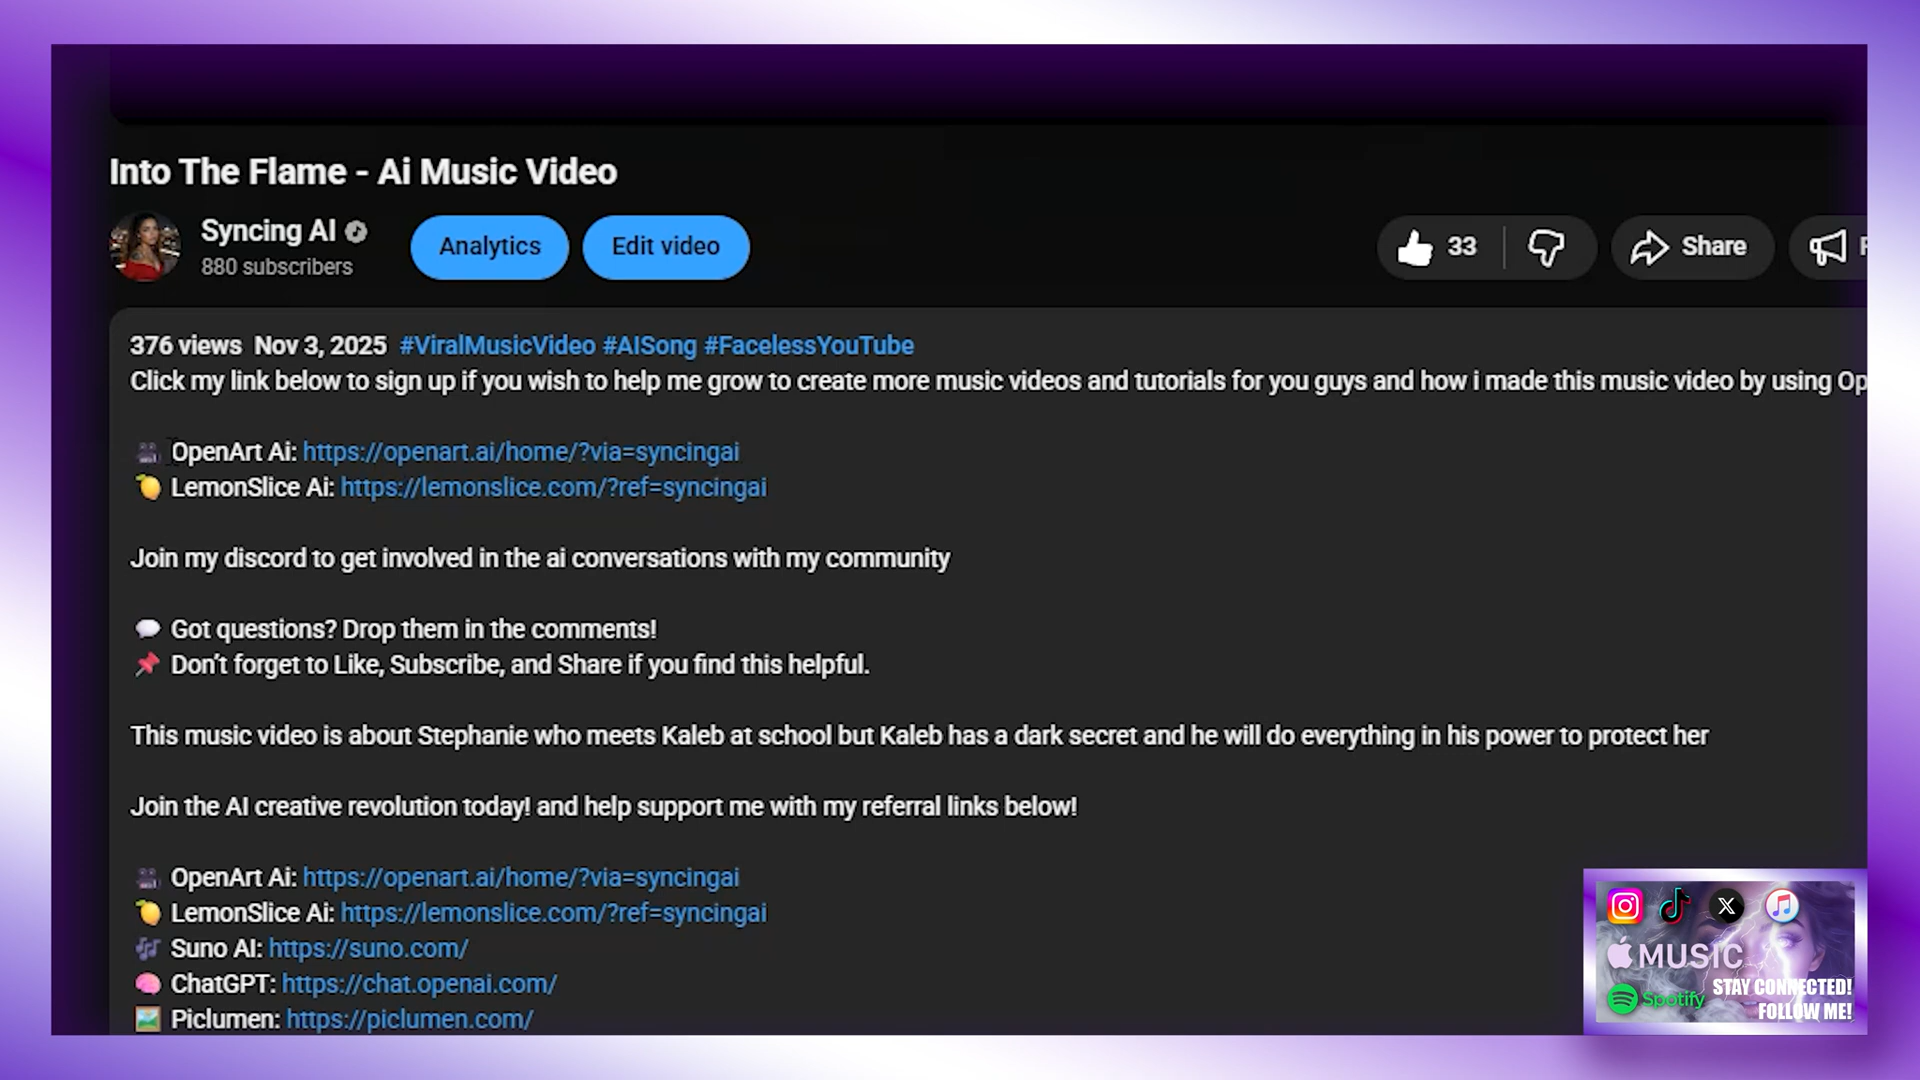 Into The Flame - Ai Music Video
Syncing AI
880 subscribers
Analytics
Edit video
33
Share
376 views Nov 3, 2025 #ViralMusicVideo #AISong #FacelessYouTube
Click my link below to sign up if you wish to help me grow to create more music videos and tutorials for you guys and how i made this music video by using Op
OpenArt Ai: https://openart.ai/home/?via=syncingai
LemonSlice Ai: https://lemonslice.com/?ref=syncingai
Join my discord to get involved in the ai conversations with my community
Got questions? Drop them in the comments!
Don’t forget to Like, Subscribe, and Share if you find this helpful.
This music video is about Stephanie who meets Kaleb at school but Kaleb has a dark secret and he will do everything in his power to protect her
Join the AI creative revolution today! and help support me with my referral links below!
OpenArt Ai: https://openart.ai/home/?via=syncingai
LemonSlice Ai: https://lemonslice.com/?ref=syncingai
Suno AI: https://suno.com/
ChatGPT: https://chat.openai.com/
Piclumen: https://piclumen.com/
MUSIC
Spotify
STAY CONNECTED!
FOLLOW ME!